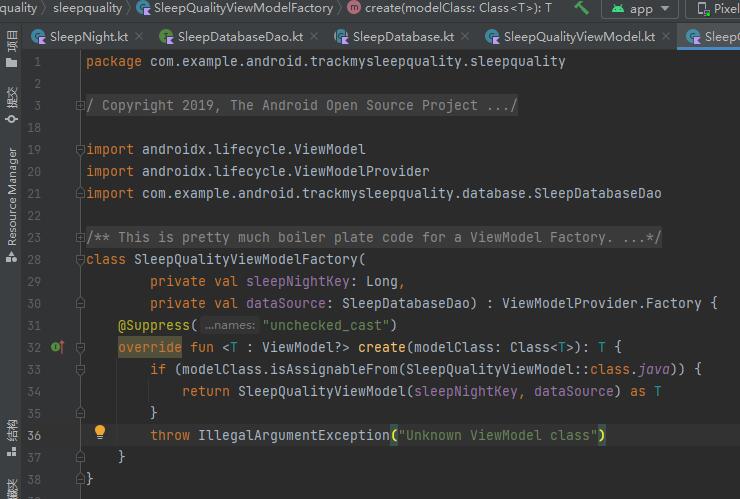 quality
sleepquality
SleepQualityViewModelFactory
create(modelClass: Class<T>): T
app
Pixel
SleepNight.kt
SleepDatabaseDao.kt
SleepDatabase.kt
SleepQualityViewModel.kt
SleepQ
项目
提交
Resource Manager
结构
1 package com.example.android.trackmysleepquality.sleepquality
2
3 / Copyright 2019, The Android Open Source Project .../
18
19 import androidx.lifecycle.ViewModel
20 import androidx.lifecycle.ViewModelProvider
21 import com.example.android.trackmysleepquality.database.SleepDatabaseDao
22
23 /** This is pretty much boiler plate code for a ViewModel Factory. ...*/
28 class SleepQualityViewModelFactory(
29 private val sleepNightKey: Long,
30 private val dataSource: SleepDatabaseDao) : ViewModelProvider.Factory {
31 @Suppress( ...names: "unchecked_cast")
32 override fun <T : ViewModel?> create(modelClass: Class<T>): T {
33 if (modelClass.isAssignableFrom(SleepQualityViewModel::class.java)) {
34 return SleepQualityViewModel(sleepNightKey, dataSource) as T
35 }
36 throw IllegalArgumentException("Unknown ViewModel class")
37 }
38 }